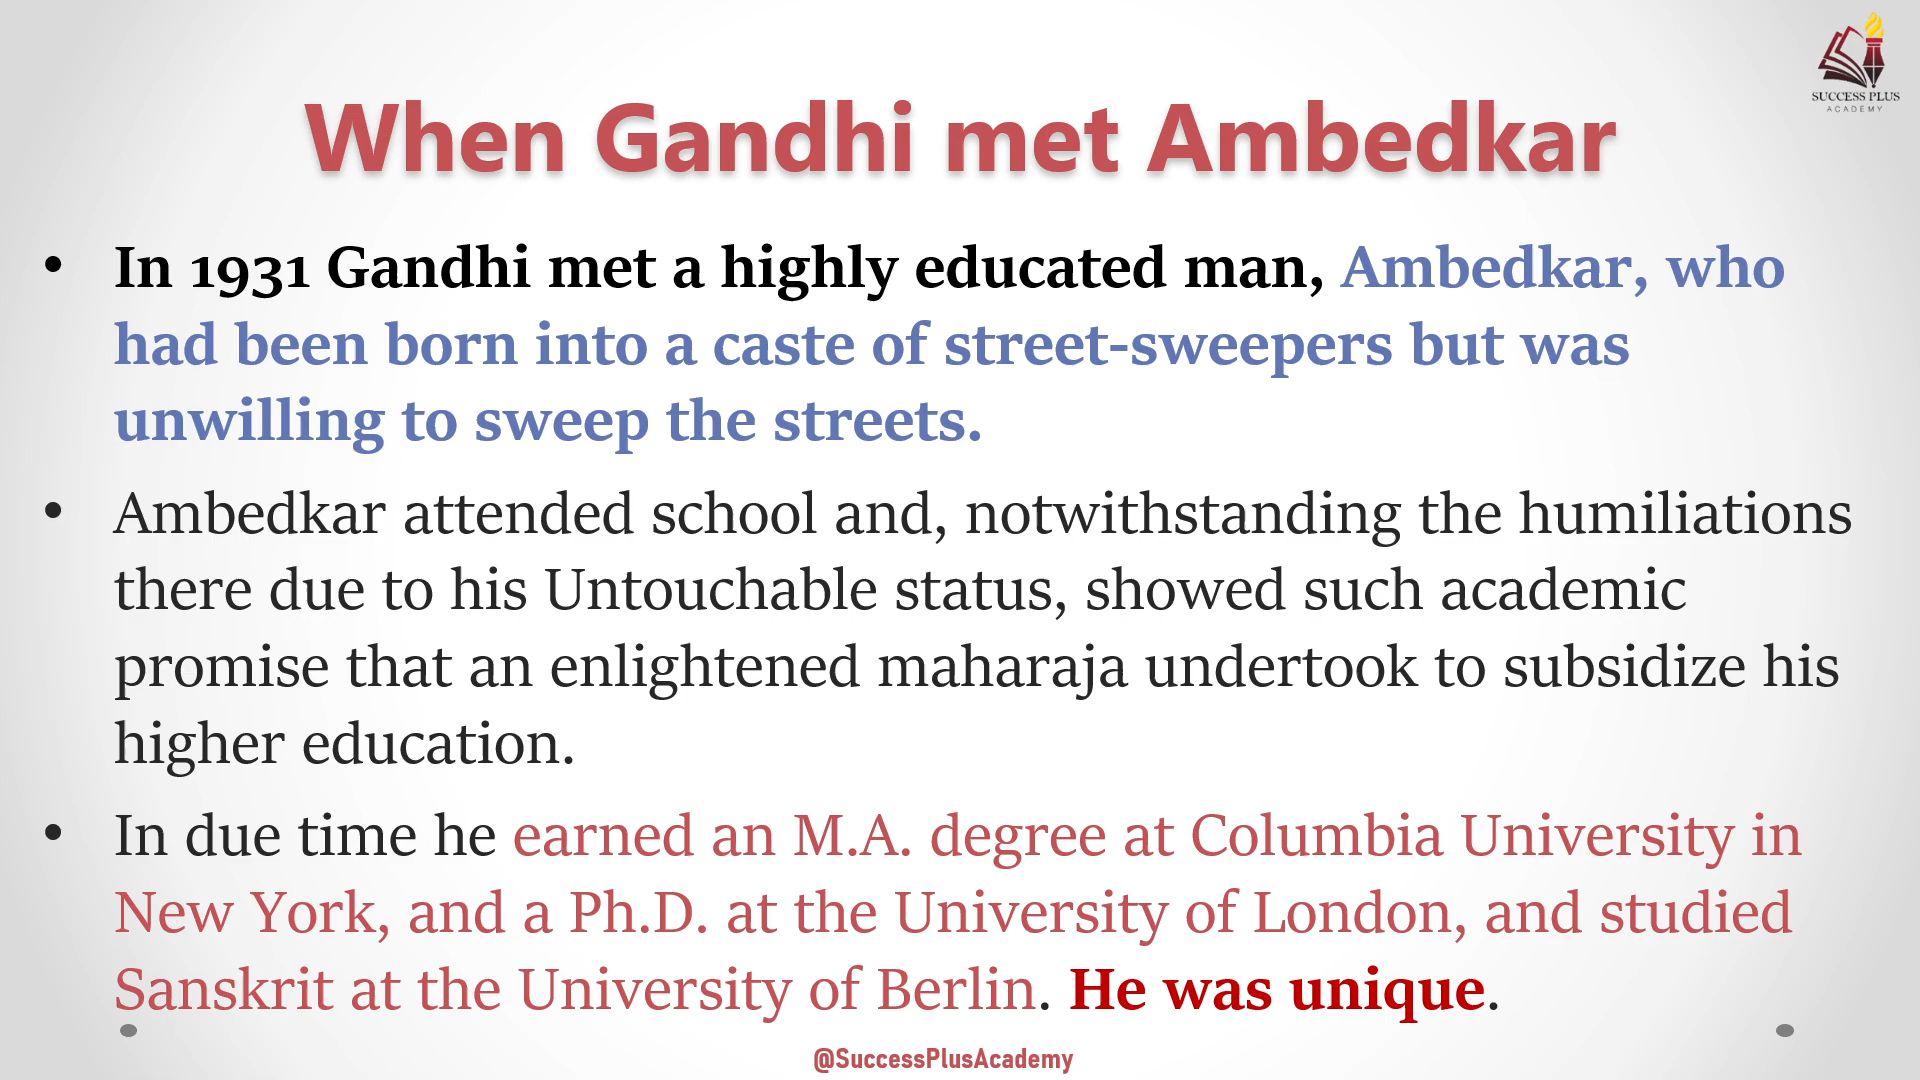 SUCCESS PLUS
ACADEMY
When Gandhi met Ambedkar
• In 1931 Gandhi met a highly educated man, Ambedkar, who
had been born into a caste of street-sweepers but was
unwilling to sweep the streets.
• Ambedkar attended school and, notwithstanding the humiliations
there due to his Untouchable status, showed such academic
promise that an enlightened maharaja undertook to subsidize his
higher education.
• In due time he earned an M.A. degree at Columbia University in
New York, and a Ph.D. at the University of London, and studied
Sanskrit at the University of Berlin. He was unique.
@SuccessPlusAcademy